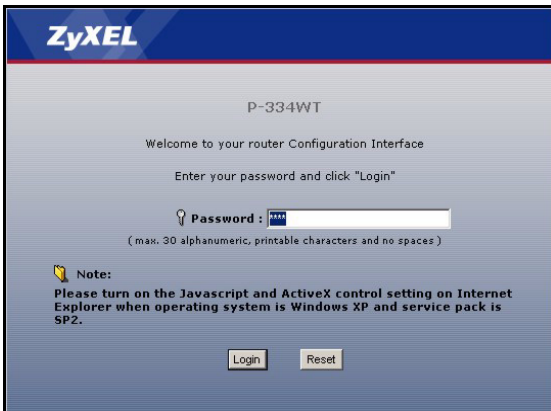 ZyXEL
P-334WT
Welcome to your router Configuration Interface
Enter your password and click "Login"
Password : ****
( max. 30 alphanumeric, printable characters and no spaces )
Note:
Please turn on the Javascript and ActiveX control setting on Internet
Explorer when operating system is Windows XP and service pack is
SP2.
Login Reset